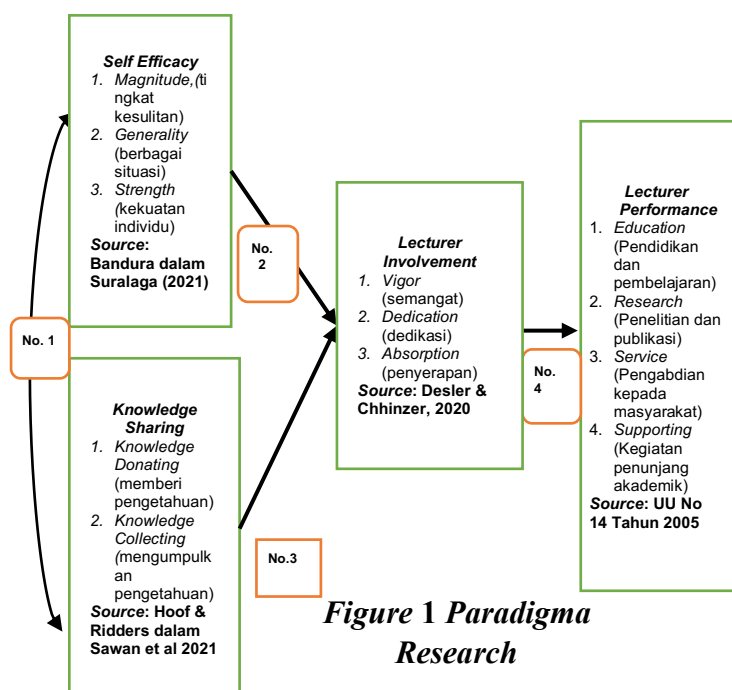 Self Efficacy
1. Magnitude,(ti
ngkat
kesulitan)
2. Generality
(berbagai
situasi)
3. Strength
(kekuatan
individu)
Source:
Bandura dalam
Suralaga (2021)
No. 1
Knowledge
Sharing
1. Knowledge
Donating
(memberi
pengetahuan)
2. Knowledge
Collecting
(mengumpulk
an
pengetahuan)
Source: Hoof &
Ridders dalam
Sawan et al 2021
No.
2
No.3
Lecturer
Involvement
1. Vigor
(semangat)
2. Dedication
(dedikasi)
3. Absorption
(penyerapan)
Source: Desler &
Chhinzer, 2020
No.
4
Lecturer
Performance
1. Education
(Pendidikan
dan
pembelajaran)
2. Research
(Penelitian dan
publikasi)
3. Service
(Pengabdian
kepada
masyarakat)
4. Supporting
(Kegiatan
penunjang
akademik)
Source: UU No
14 Tahun 2005
Figure 1 Paradigma
Research